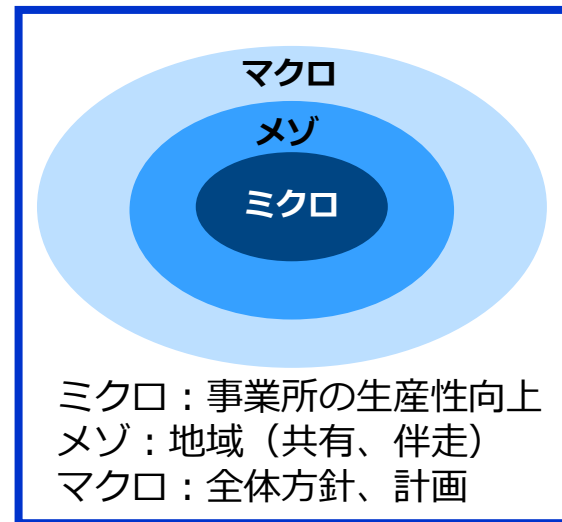 マクロ
メゾ
ミクロ
ミクロ：事業所の生産性向上
メゾ：地域（共有、伴走）
マクロ：全体方針、計画